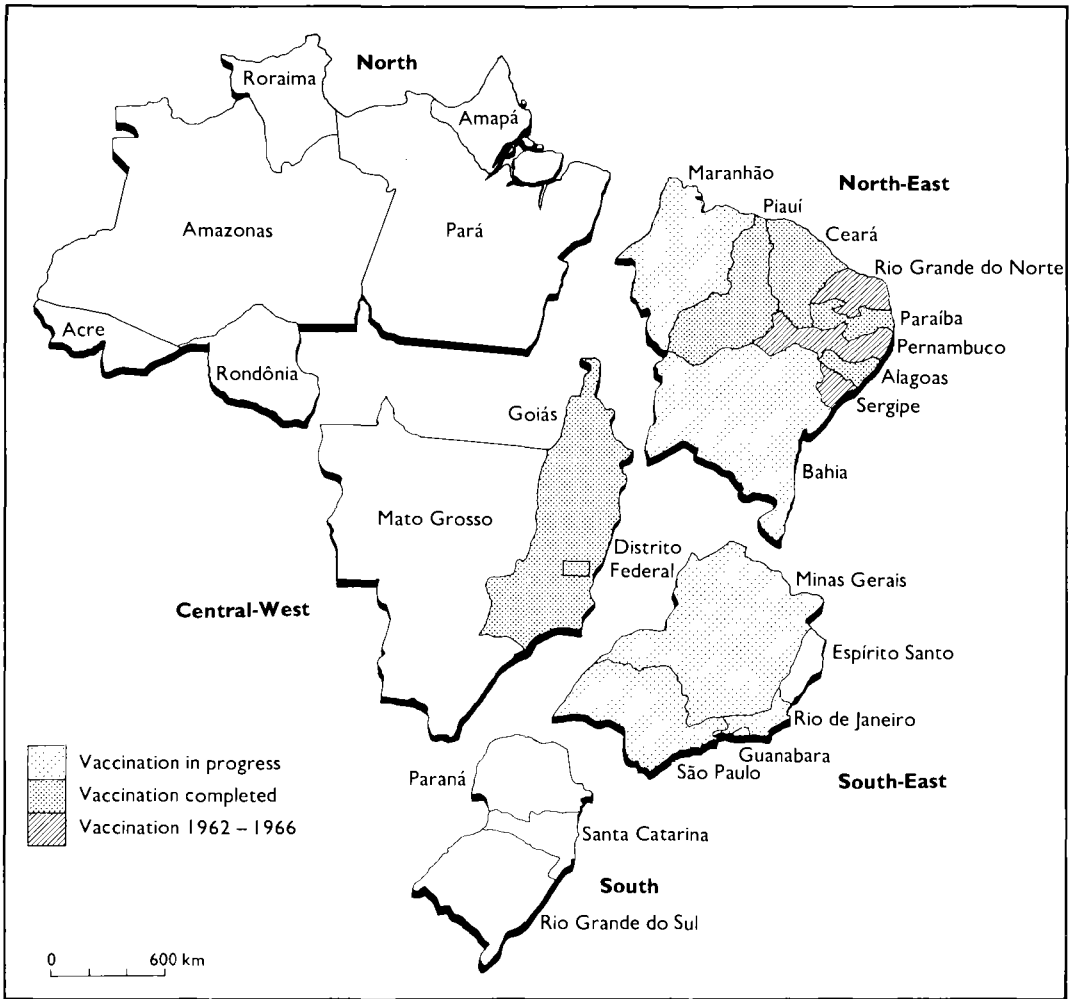 North
Roraima
Amapá
Amazonas
Pará
Acre
Rondônia
Maranhão
North-East
Piauí
Ceará
Rio Grande do Norte
Paraíba
Pernambuco
Alagoas
Sergipe
Bahia
Goiás
Mato Grosso
Distrito
Federal
Central-West
Minas Gerais
Espírito Santo
Rio de Janeiro
Guanabara
São Paulo
South-East
Paraná
Santa Catarina
South
Rio Grande do Sul
Vaccination in progress
Vaccination completed
Vaccination 1962 – 1966
0 600 km